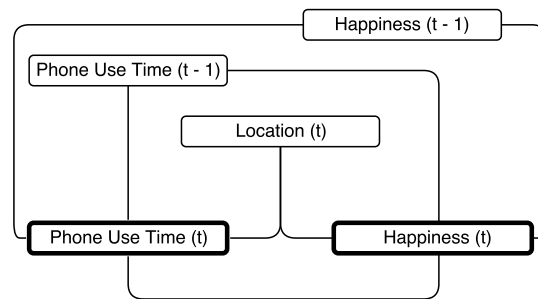 Happiness (t - 1)
Phone Use Time (t - 1)
Location (t)
Phone Use Time (t)
Happiness (t)